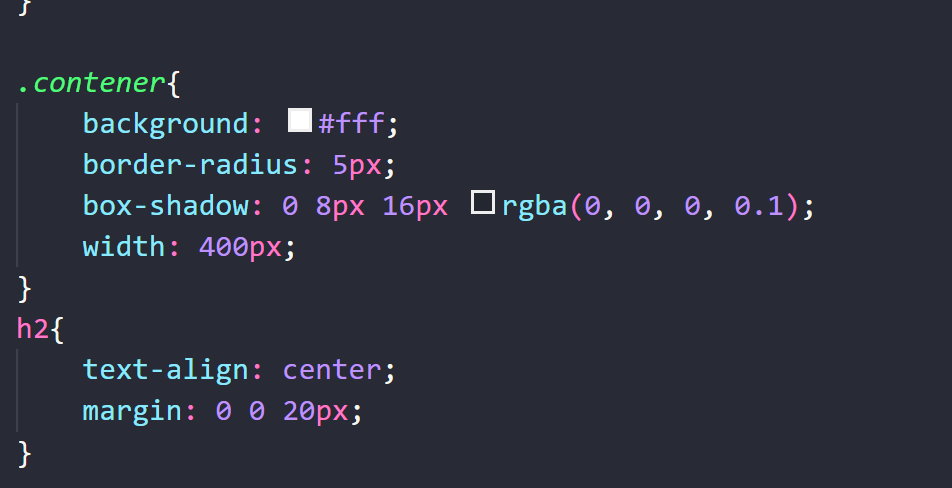 }
.contener{
background: #fff;
border-radius: 5px;
box-shadow: 0 8px 16px rgba(0, 0, 0, 0.1);
width: 400px;
}
h2{
text-align: center;
margin: 0 0 20px;
}